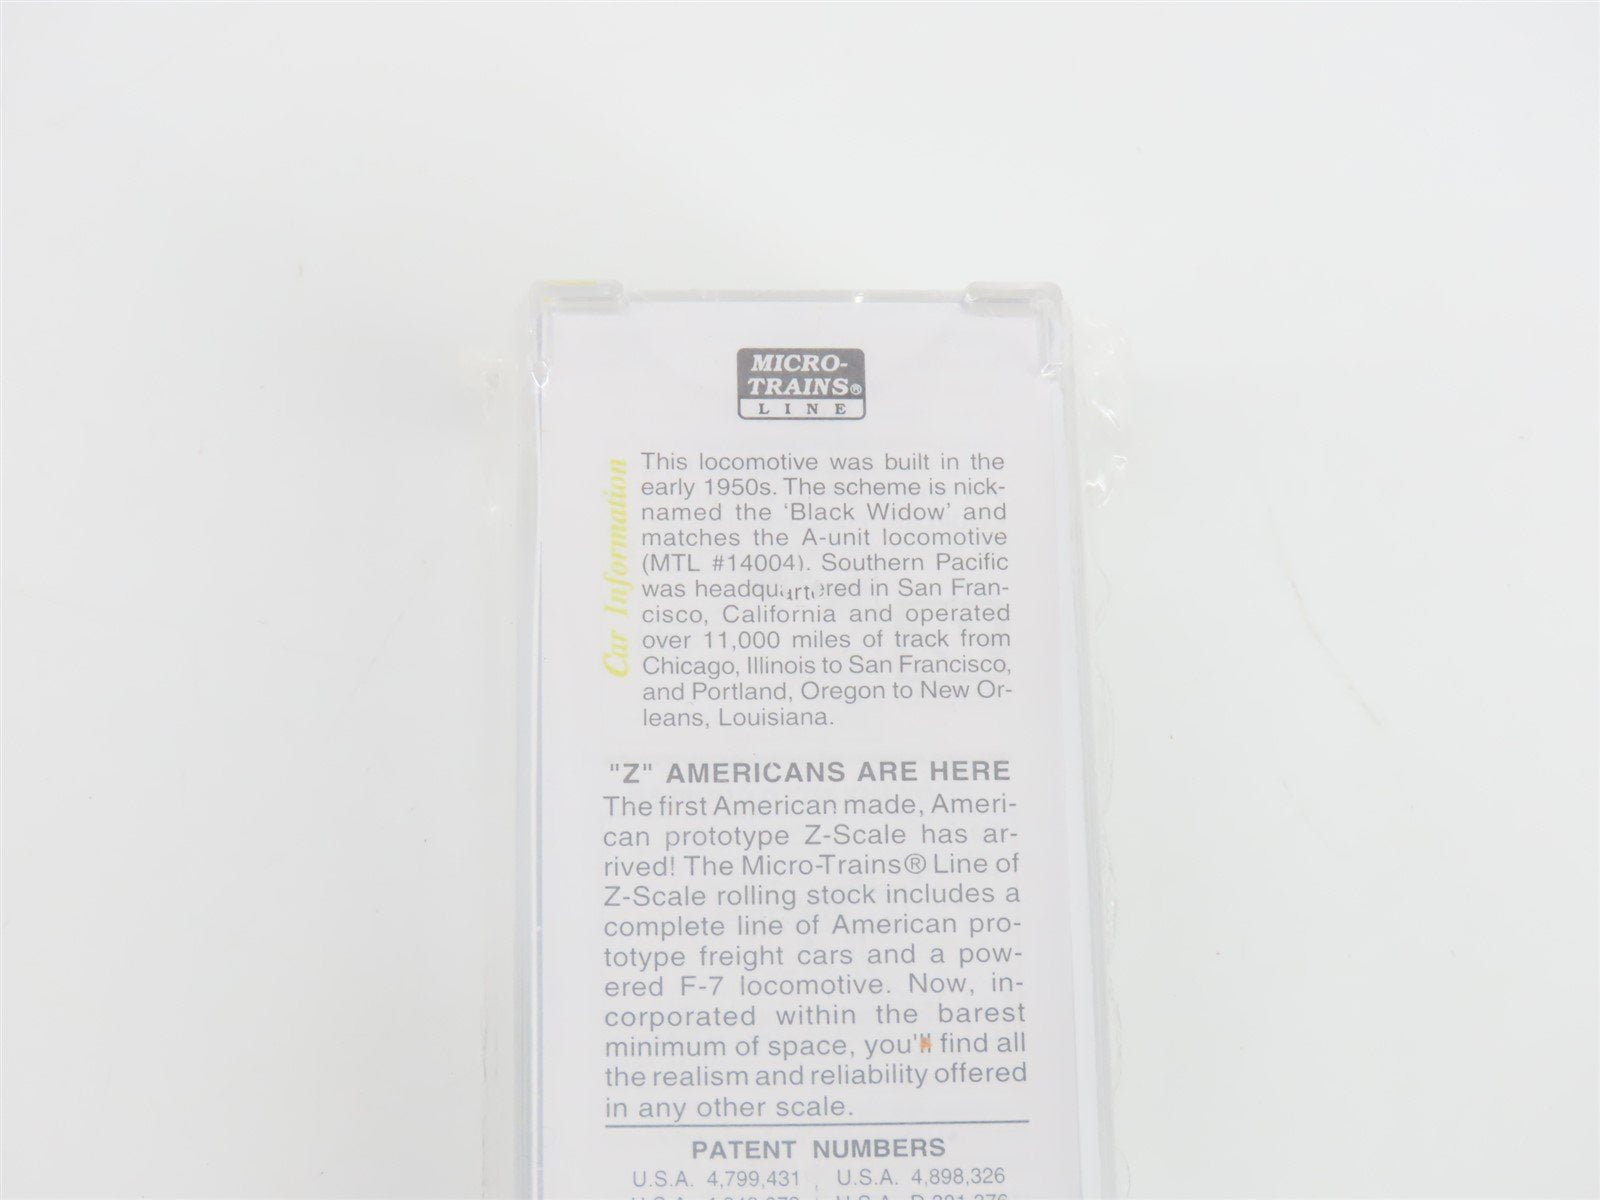 MICRO-
TRAINS®
LINE
Car Information
This locomotive was built in the
early 1950s. The scheme is nick-
named the 'Black Widow' and
matches the A-unit locomotive
(MTL #14004). Southern Pacific
was headquartered in San Fran-
cisco, California and operated
over 11,000 miles of track from
Chicago, Illinois to San Francisco,
and Portland, Oregon to New Or-
leans, Louisiana.
"Z" AMERICANS ARE HERE
The first American made, Ameri-
can prototype Z-Scale has ar-
rived! The Micro-Trains® Line of
Z-Scale rolling stock includes a
complete line of American pro-
totype freight cars and a pow-
ered F-7 locomotive. Now, in-
corporated within the barest
minimum of space, you'll find all
the realism and reliability offered
in any other scale.
PATENT NUMBERS
U.S.A. 4,799,431 , U.S.A. 4,898,326